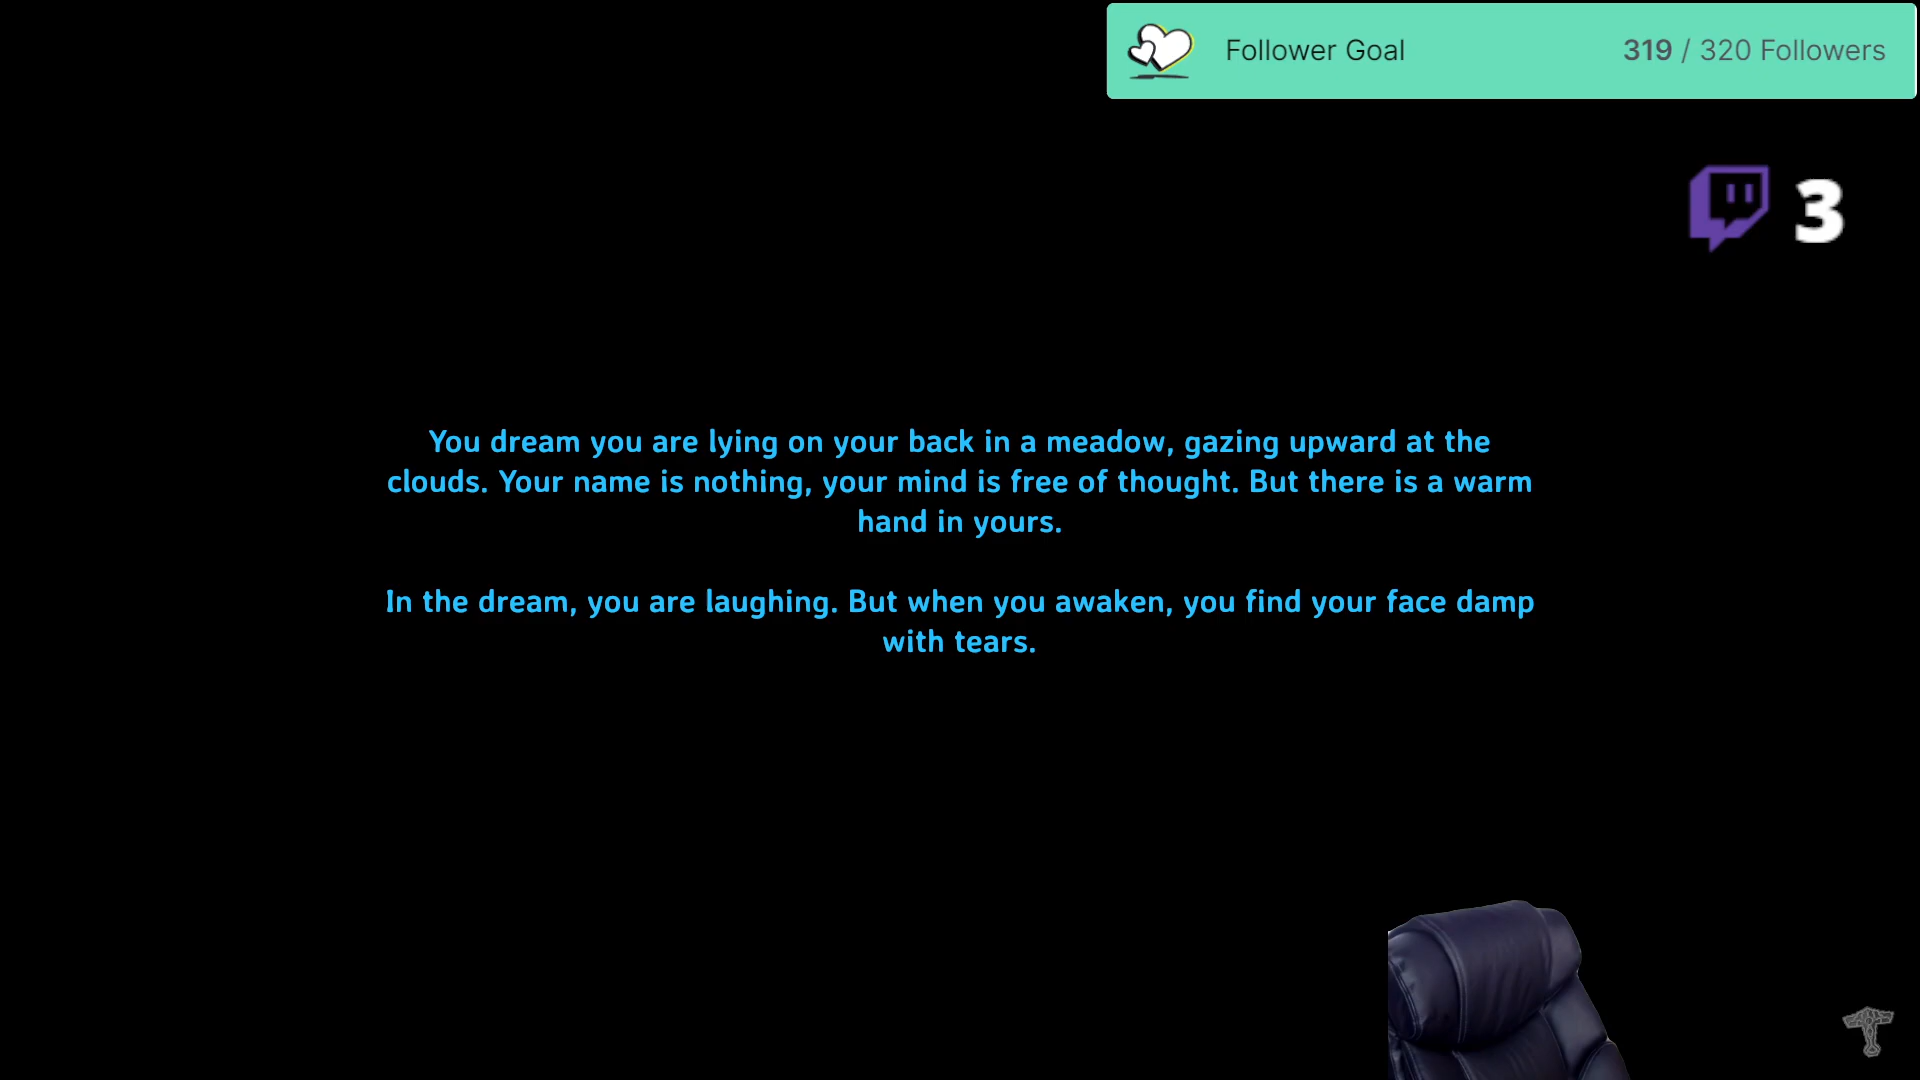 Follower Goal 319 / 320 Followers
3
You dream you are lying on your back in a meadow, gazing upward at the
clouds. Your name is nothing, your mind is free of thought. But there is a warm
hand in yours.
In the dream, you are laughing. But when you awaken, you find your face damp
with tears.